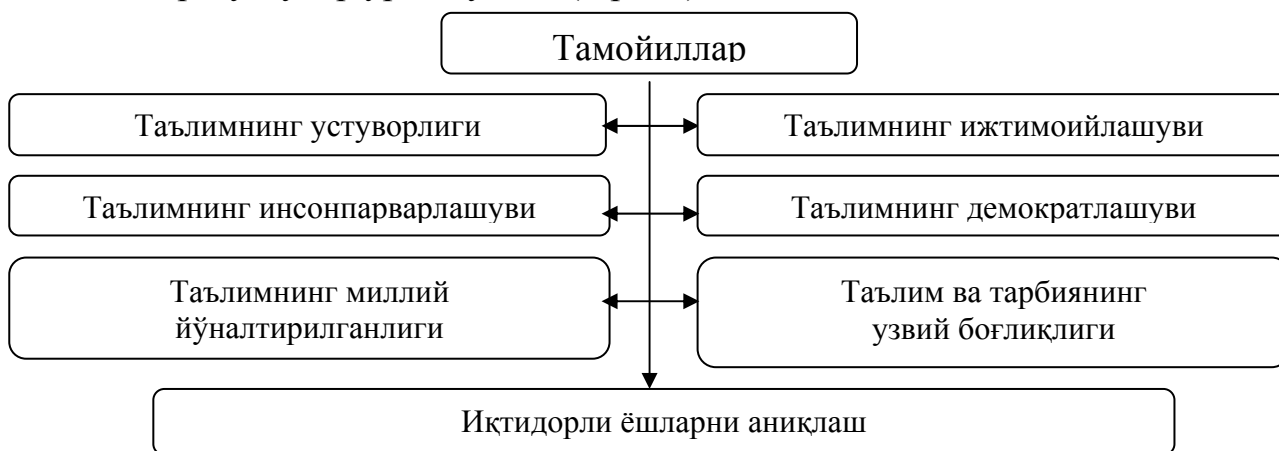 Тамойиллар
Таълимнинг устуворлиги
Таълимнинг ижтимоийлашуви
Таълимнинг инсонпарварлашуви
Таълимнинг демократлашуви
Таълимнинг миллий
йўналтирилганлиги
Таълим ва тарбиянинг
узвий боғлиқлиги
Иқтидорли ёшларни аниқлаш